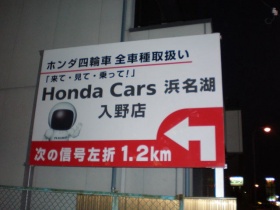 ホンダ四輪車 全車種取扱い
「来て・見て・乗って!」
Honda Cars 浜名湖
入野店
次の信号左折 1.2km